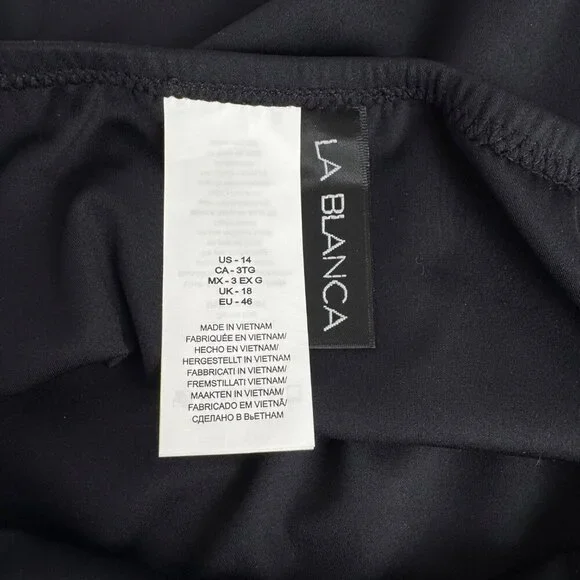 US - 14
CA - 3TG
MX - 3 EX G
UK - 18
EU - 46
MADE IN VIETNAM
FABRIQUÉE EN VIETNAM/
HECHO EN VIETNAM/
HERGESTELLT IN VIETNAM/
FABBRICATI IN VIETNAM/
FREMSTILLATI VIETNAM/
MAAKTEN IN VIETNAM/
FABRICADO EM VIETNÃ/
СДЕЛАНО В ВЬЕТНАМ
LA BLANCA